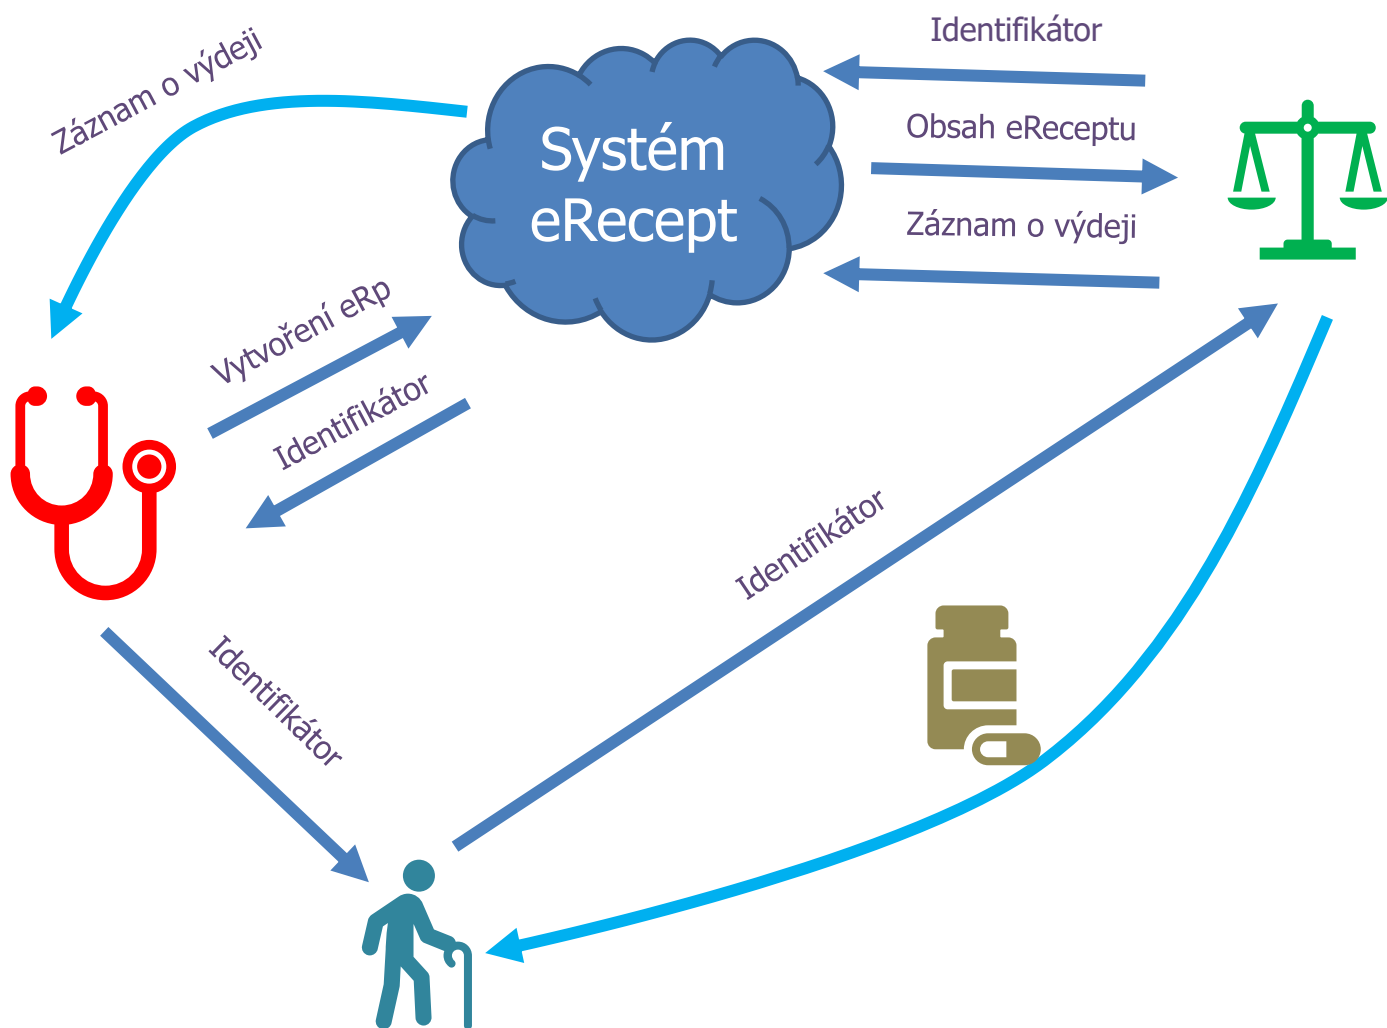 Identifikátor
Záznam o výdeji
Systém
eRecept
Obsah eReceptu
Záznam o výdeji
Vytvoření eRp
Identifikátor
Identifikátor
Identifikátor